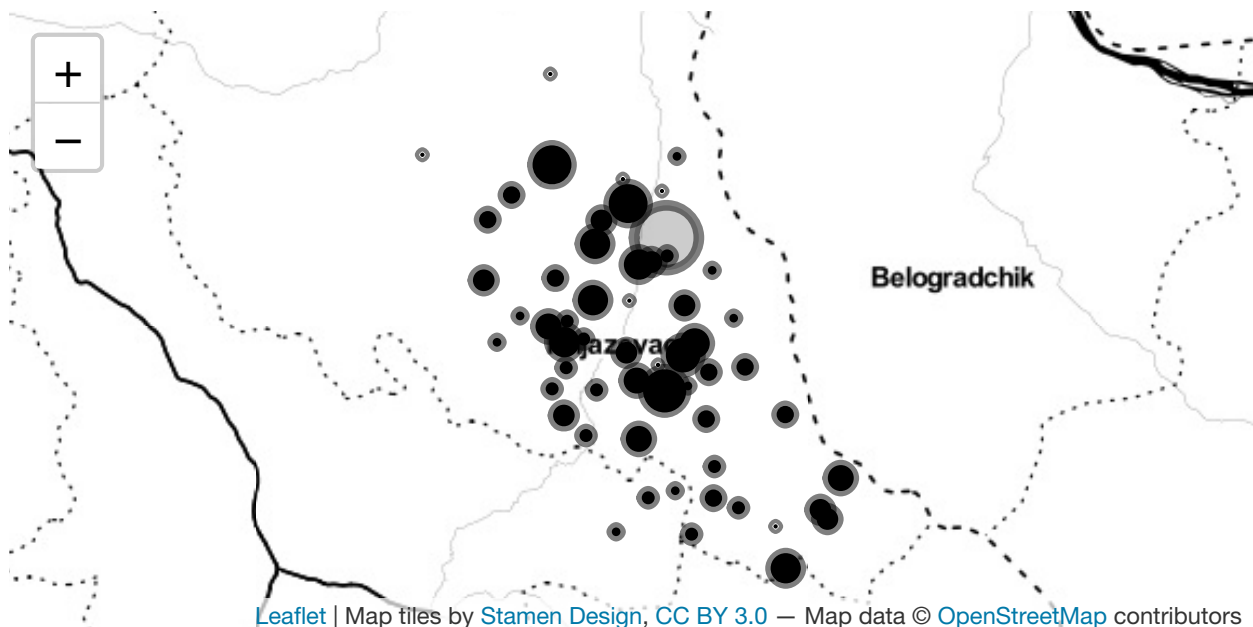 +
−
Belogradchik
Leaflet | Map tiles by Stamen Design, CC BY 3.0 — Map data © OpenStreetMap contributors